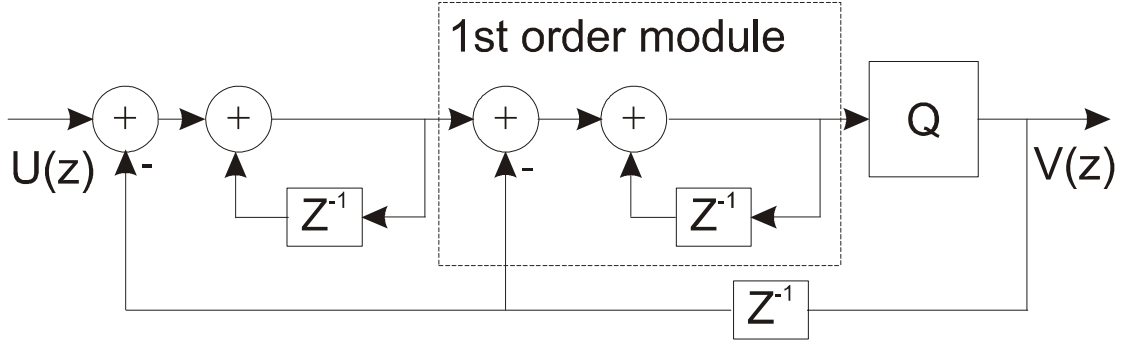 1st order module
+
+
+
+
Q
U(z)
-
-
V(z)
Z⁻¹
Z⁻¹
Z⁻¹